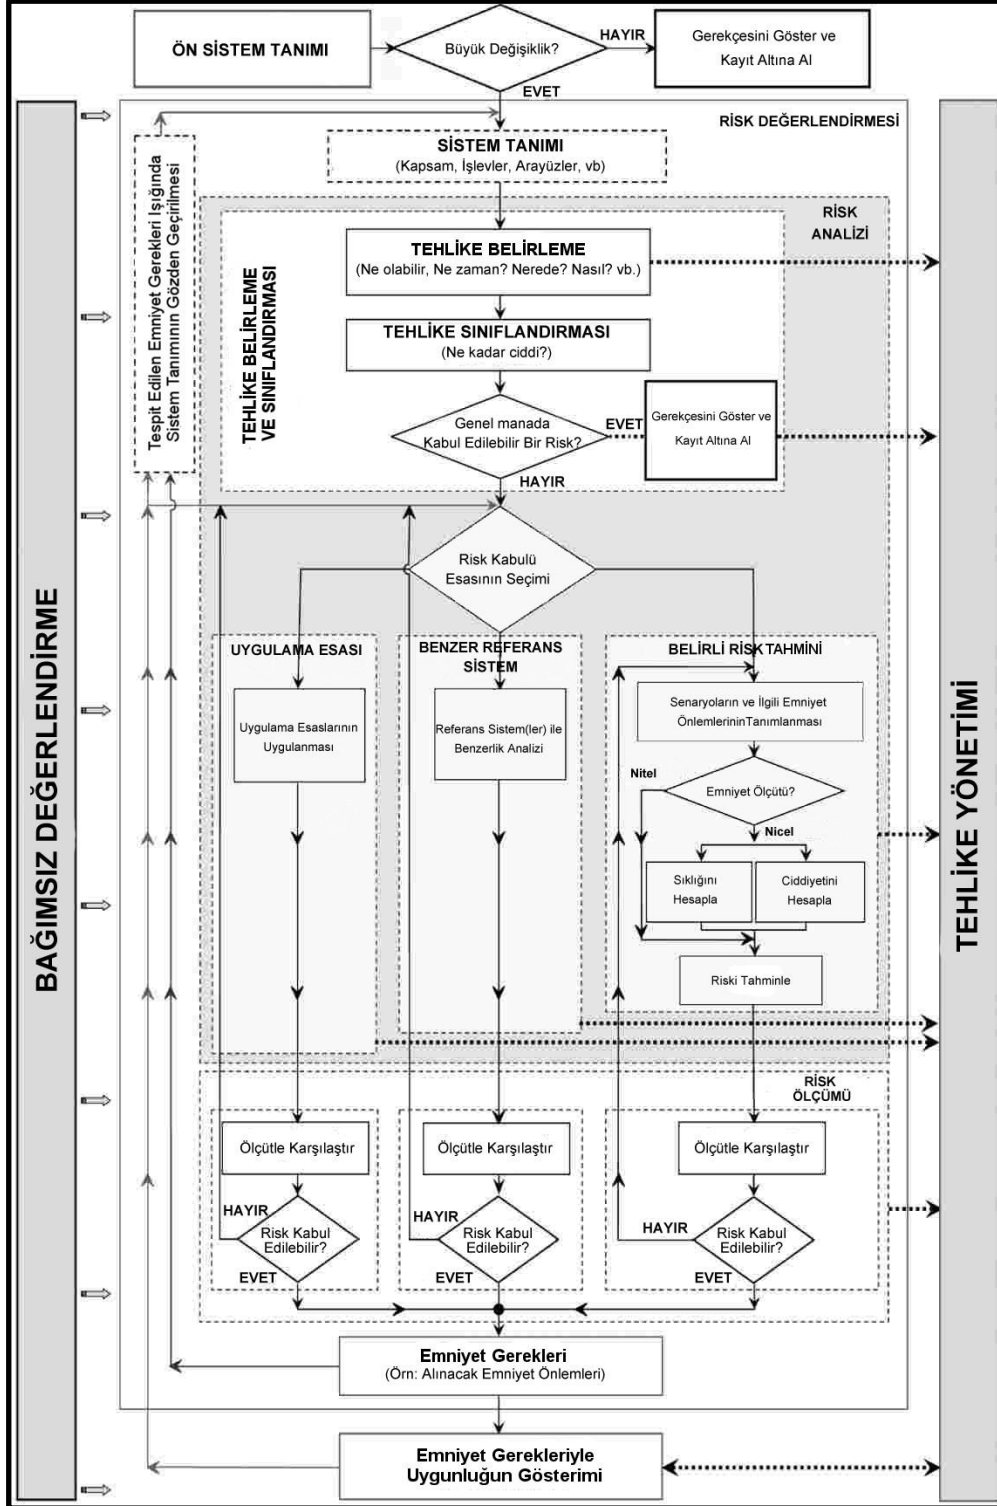 ÖN SİSTEM TANIMI
Büyük Değişiklik?
HAYIR
Gerekçesini Göster ve
Kayıt Altına Al
EVET
RİSK DEĞERLENDİRMESİ
BAĞIMSIZ DEĞERLENDİRME
TEHLİKE YÖNETİMİ
Tespit Edilen Emniyet Gerekleri Işığında
Sistem Tanımının Gözden Geçirilmesi
SİSTEM TANIMI
(Kapsam, İşlevler, Arayüzler, vb)
RİSK
ANALİZİ
TEHLİKE BELİRLEME
VE SINIFLANDIRMASI
TEHLİKE BELİRLEME
(Ne olabilir, Ne zaman? Nerede? Nasıl? vb.)
TEHLİKE SINIFLANDIRMASI
(Ne kadar ciddi?)
Genel manada
Kabul Edilebilir Bir Risk?
EVET
Gerekçesini Göster ve
Kayıt Altına Al
HAYIR
Risk Kabulü
Esasının Seçimi
UYGULAMA ESASI
BENZER REFERANS
SİSTEM
BELİRLİ RİSK TAHMİNİ
Uygulama Esaslarının
Uygulanması
Referans Sistem(ler) ile
Benzerlik Analizi
Senaryoların ve İlgili Emniyet
Önlemlerinin Tanımlanması
Nitel
Emniyet Ölçütü?
Nicel
Sıklığını
Hesapla
Ciddiyetini
Hesapla
Riski Tahminle
RİSK
ÖLÇÜMÜ
Ölçütle Karşılaştır
Ölçütle Karşılaştır
Ölçütle Karşılaştır
HAYIR
Risk Kabul
Edilebilir?
EVET
HAYIR
Risk Kabul
Edilebilir?
EVET
HAYIR
Risk Kabul
Edilebilir?
EVET
Emniyet Gerekleri
(Örn: Alınacak Emniyet Önlemleri)
Emniyet Gerekleriyle
Uygunluğun Gösterimi